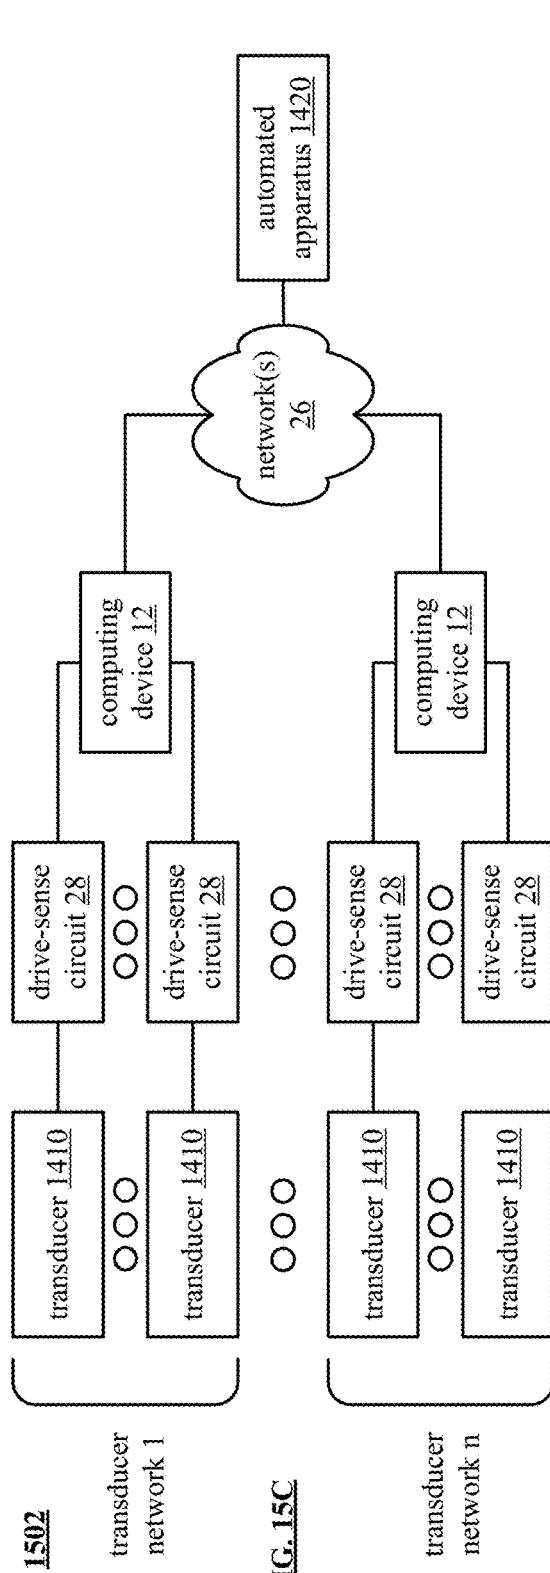 1502
transducer
network 1
transducer 1410
drive-sense
circuit 28
transducer 1410
drive-sense
circuit 28
computing
device 12
G. 15C
network(s)
26
automated
apparatus 1420
transducer
network n
transducer 1410
drive-sense
circuit 28
transducer 1410
drive-sense
circuit 28
computing
device 12